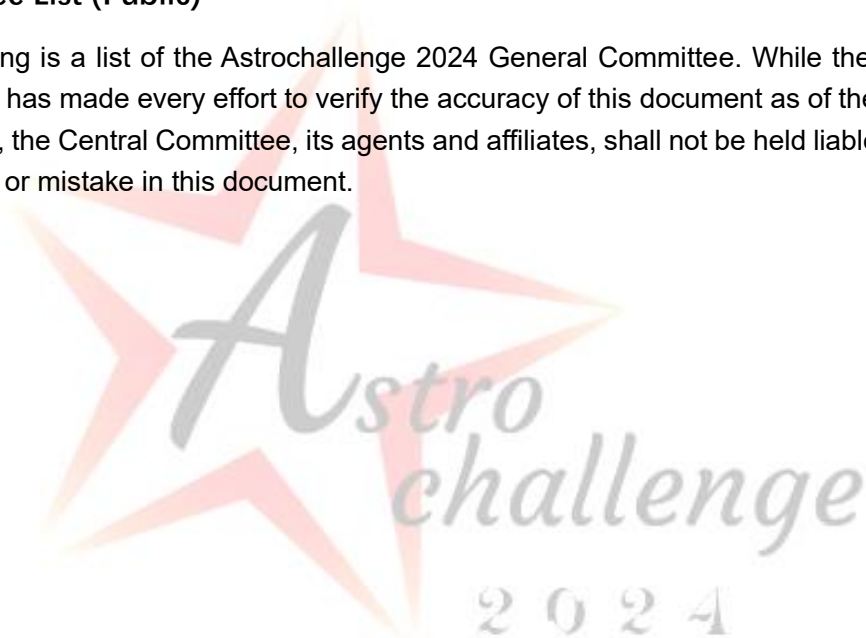 List (Public)
ng is a list of the Astrochallenge 2024 General Committee. While the
has made every effort to verify the accuracy of this document as of the
, the Central Committee, its agents and affiliates, shall not be held liable
or mistake in this document.
Astro
challenge
2024